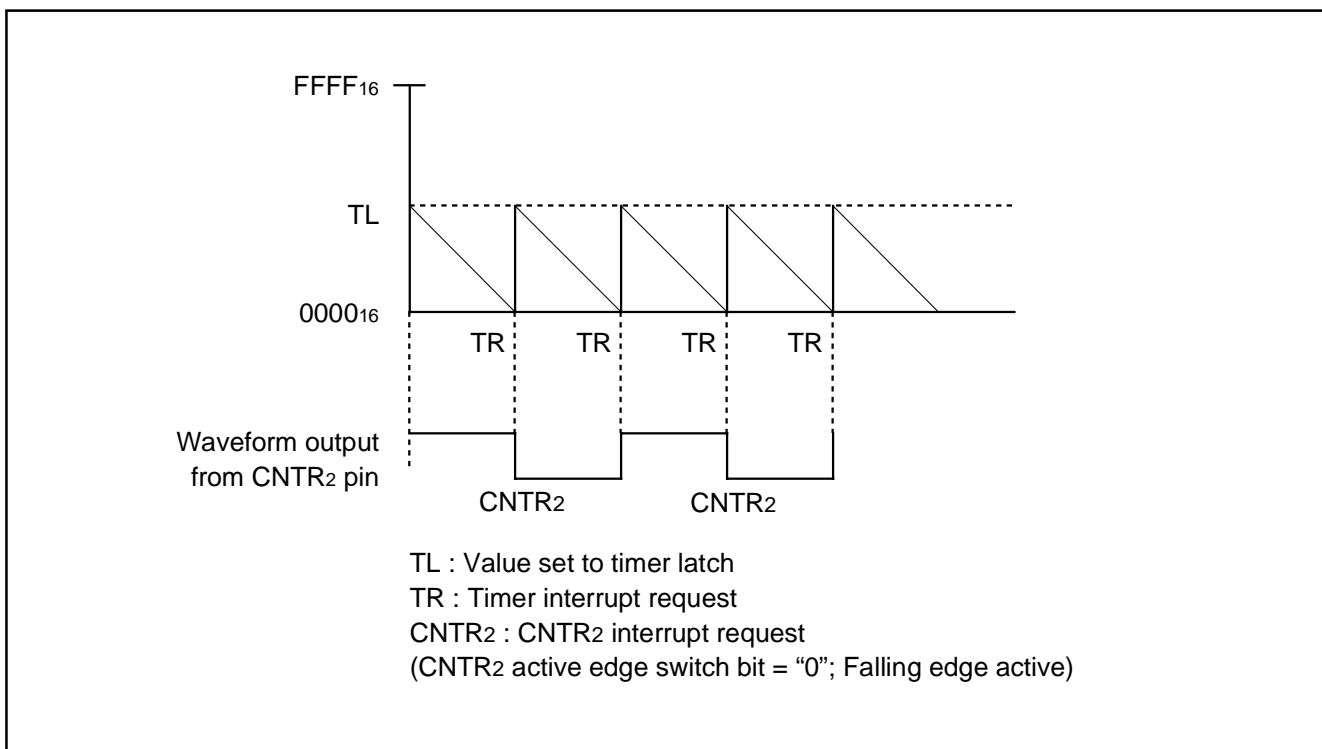 FFFF16
TL
000016
TR TR TR TR
Waveform output
from CNTR2 pin
CNTR2 CNTR2
TL : Value set to timer latch
TR : Timer interrupt request
CNTR2 : CNTR2 interrupt request
(CNTR2 active edge switch bit = “0”; Falling edge active)